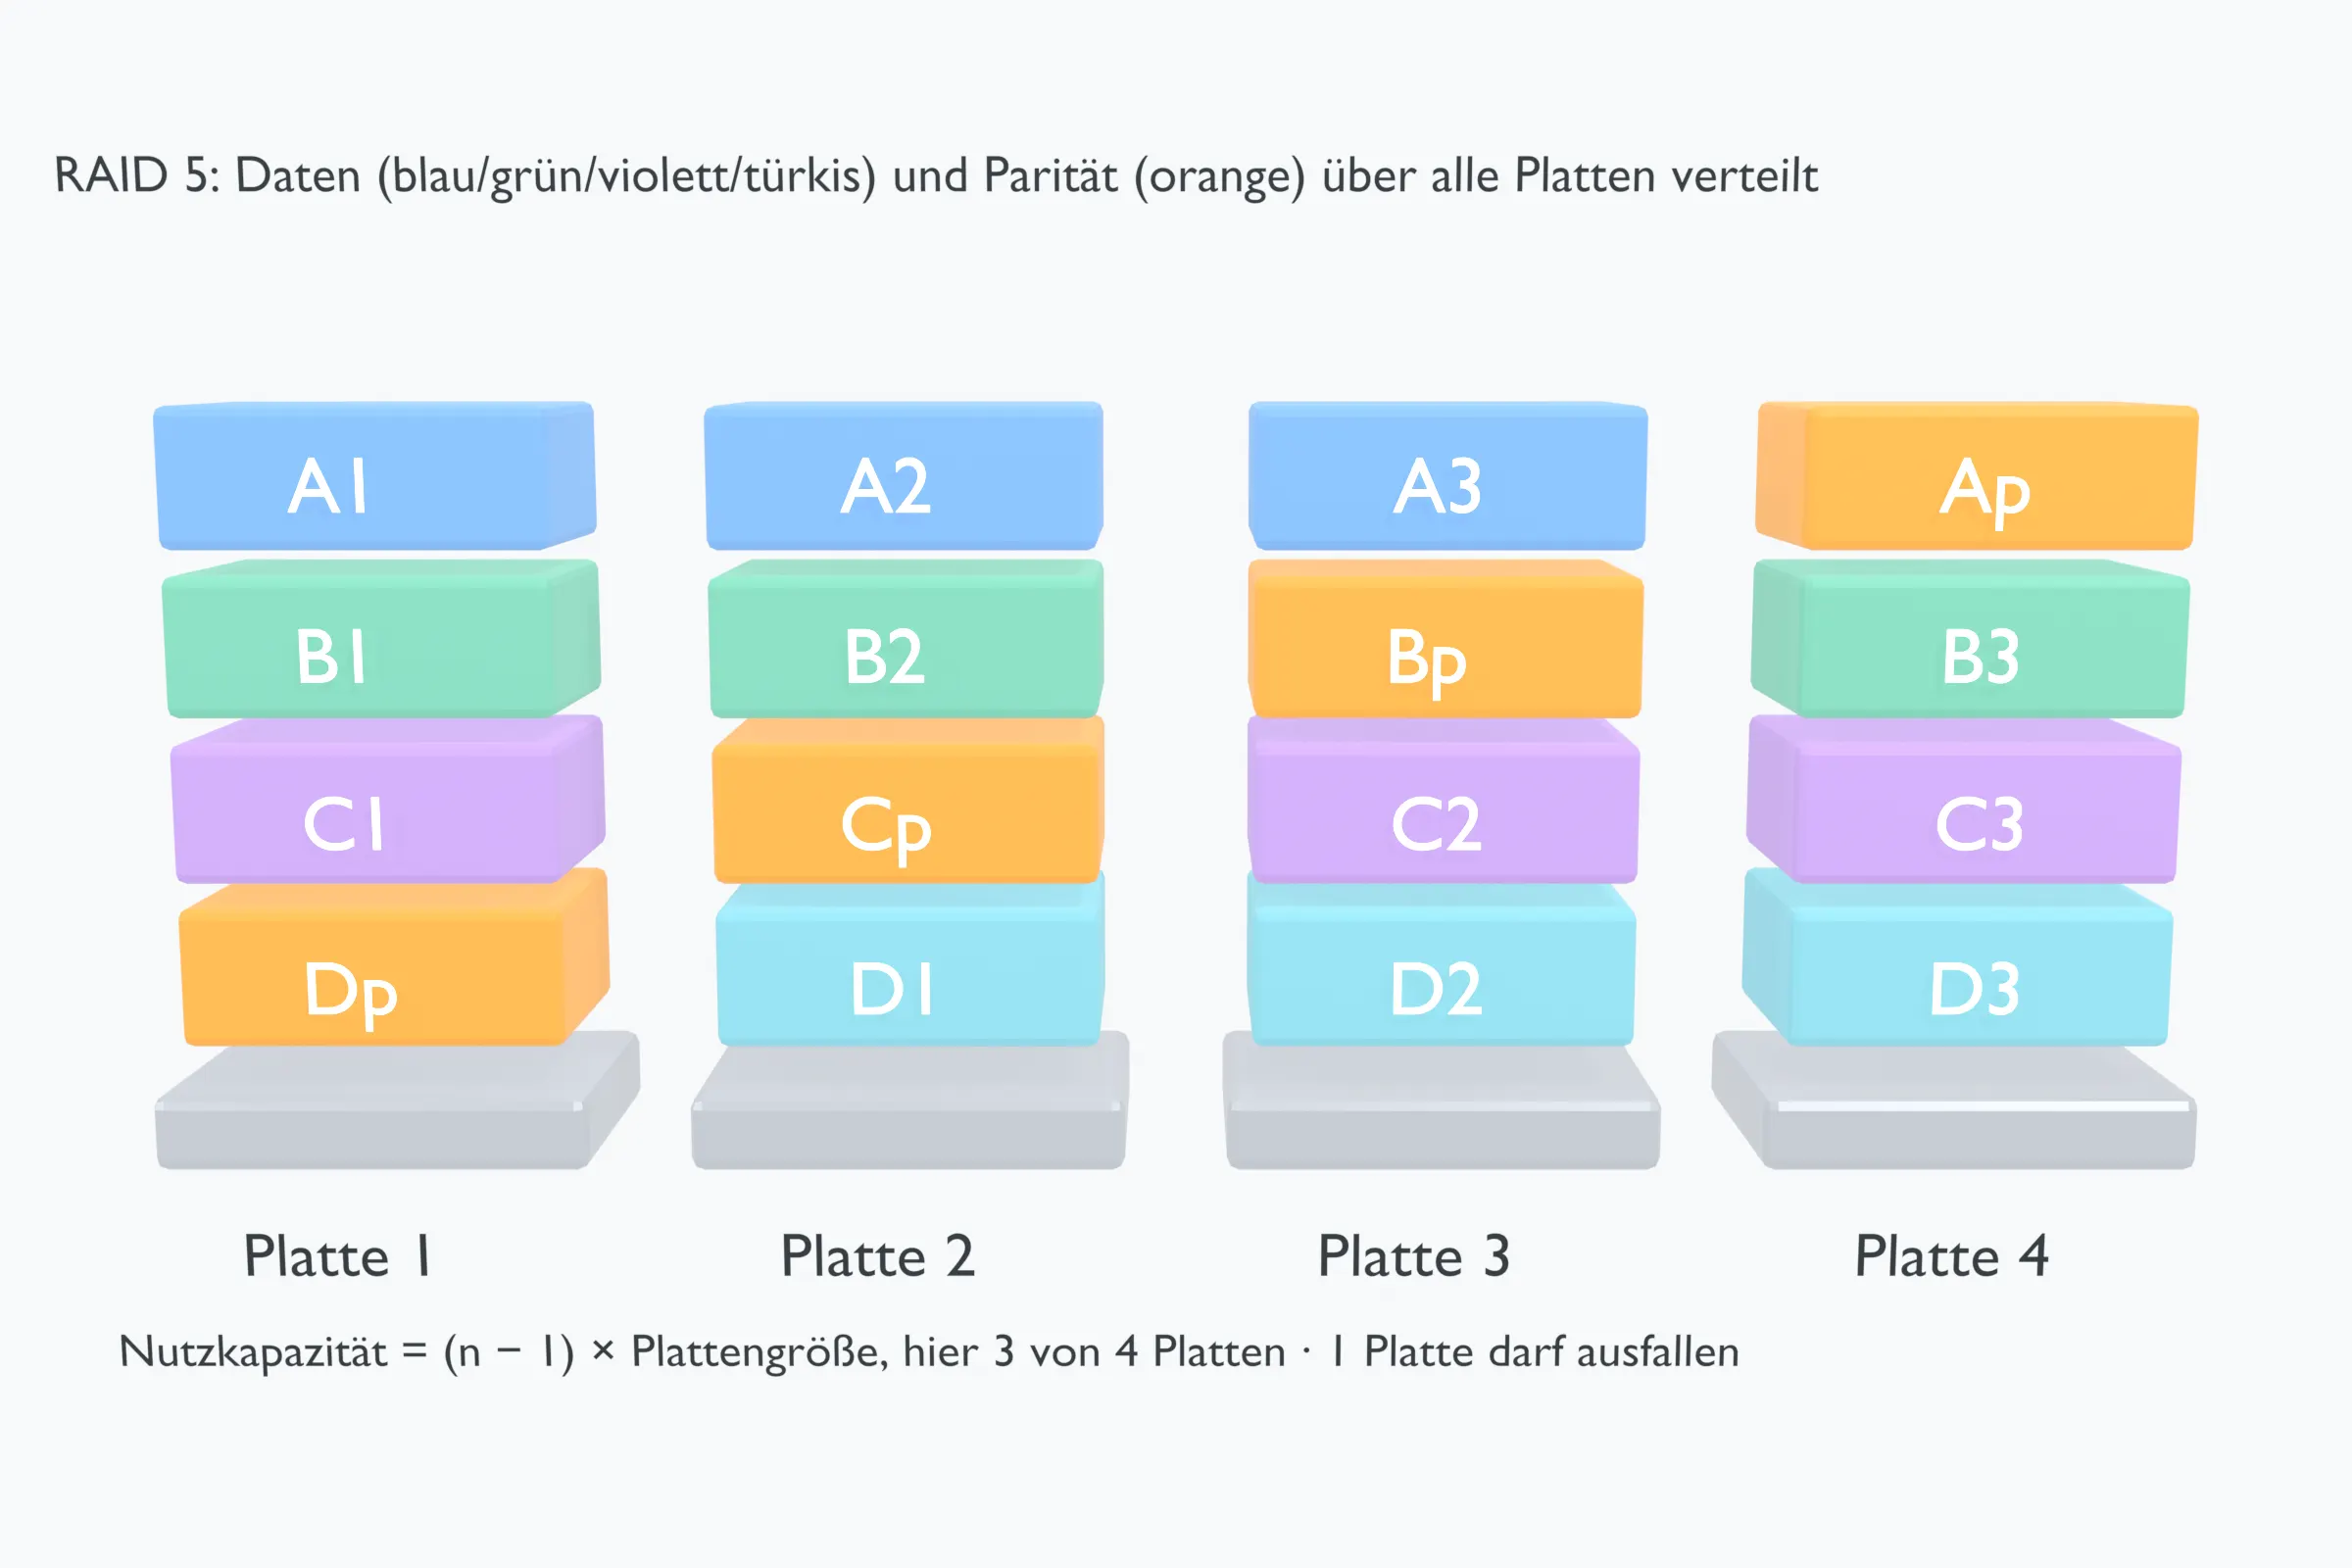 RAID 5: Daten (blau/grün/violett/türkis) und Parität (orange) über alle Platten verteilt
A1 A2 A3 Ap
B1 B2 Bp B3
C1 Cp C2 C3
Dp D1 D2 D3
Platte 1 Platte 2 Platte 3 Platte 4
Nutzkapazität = (n − 1) × Plattengröße, hier 3 von 4 Platten · 1 Platte darf ausfallen